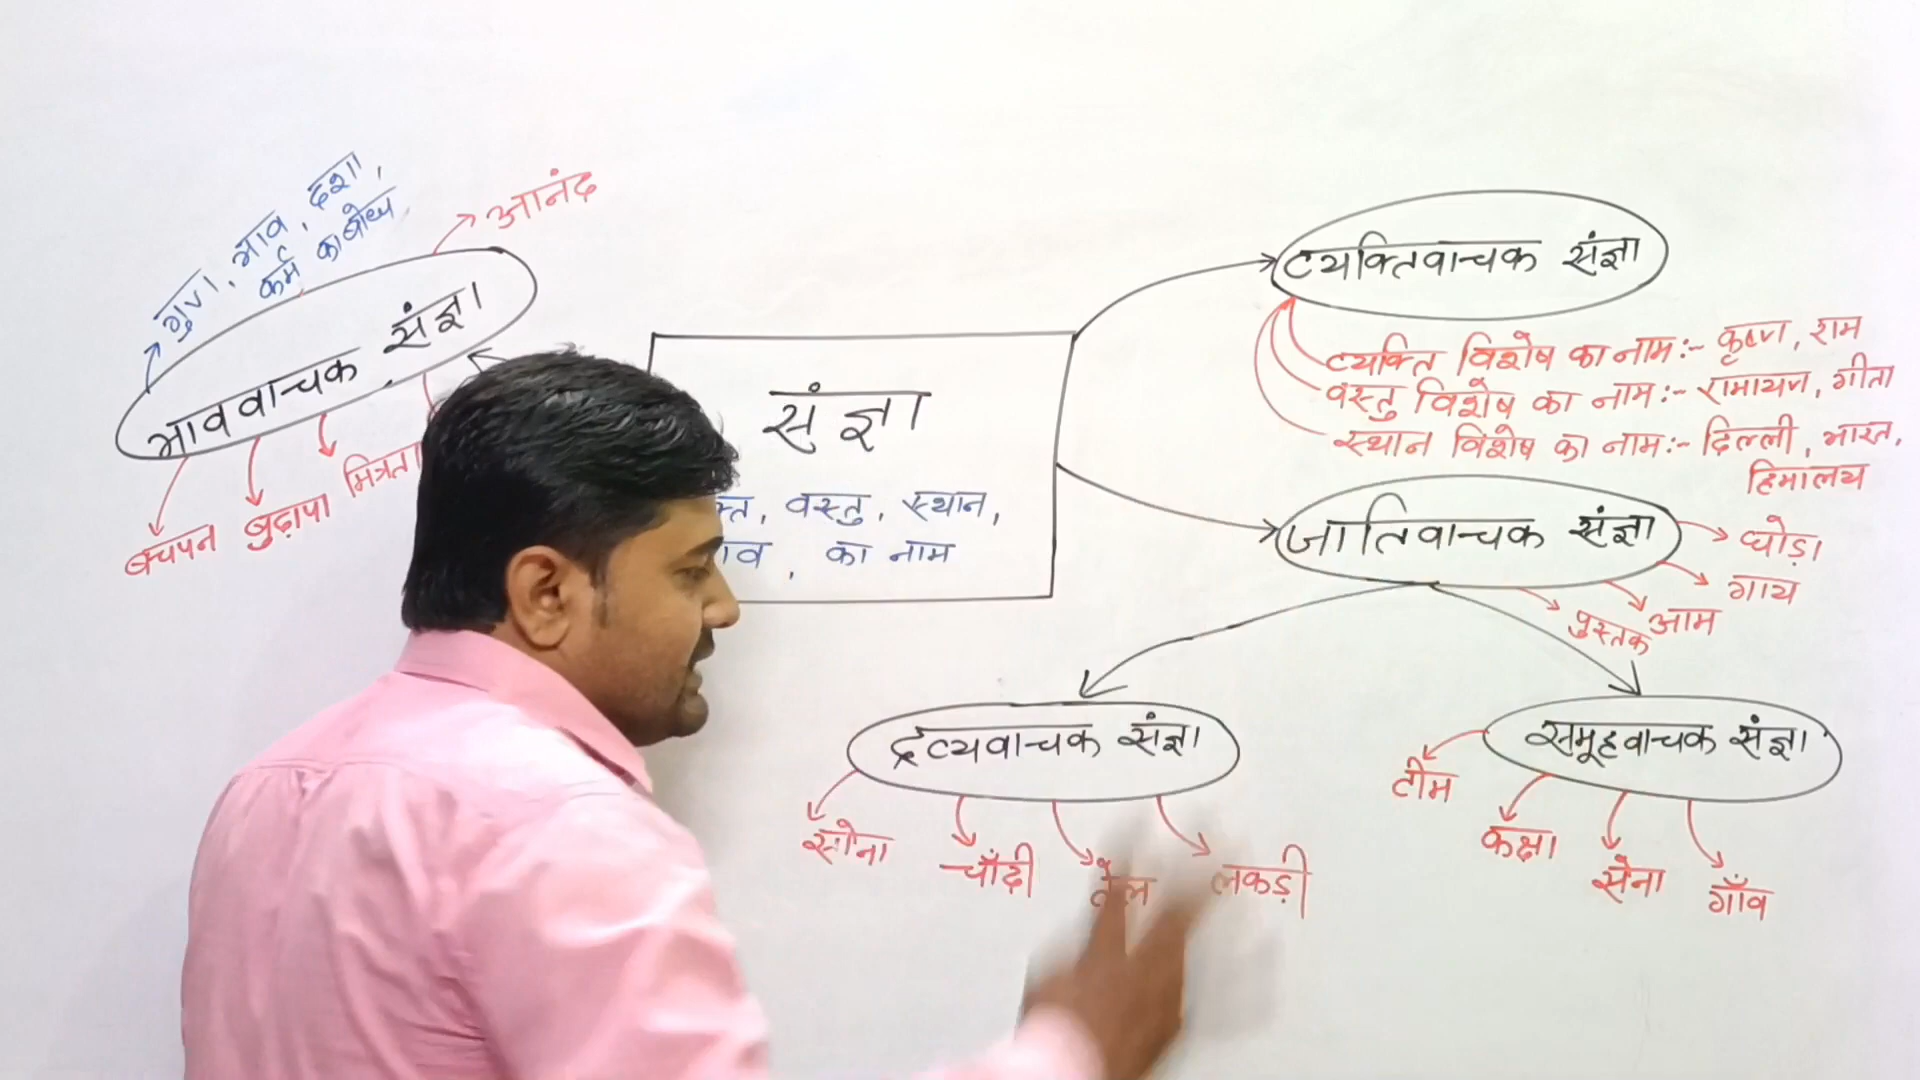 गुण, भाव, दशा,
कर्म का बोध
आनंद
भाववाचक संज्ञा
बचपन
बुढ़ापा
मित्रता
संज्ञा
वस्तु, स्थान,
का नाम
व्यक्तिवाचक संज्ञा
व्यक्ति विशेष का नाम:- कृष्ण, राम
वस्तु विशेष का नाम:- रामायण, गीता
स्थान विशेष का नाम:- दिल्ली, भारत,
हिमालय
जातिवाचक संज्ञा
घोड़ा
गाय
आम
पुस्तक
द्रव्यवाचक संज्ञा
सोना
चाँदी
तेल
लकड़ी
समूहवाचक संज्ञा
टीम
कक्षा
सेना
गाँव